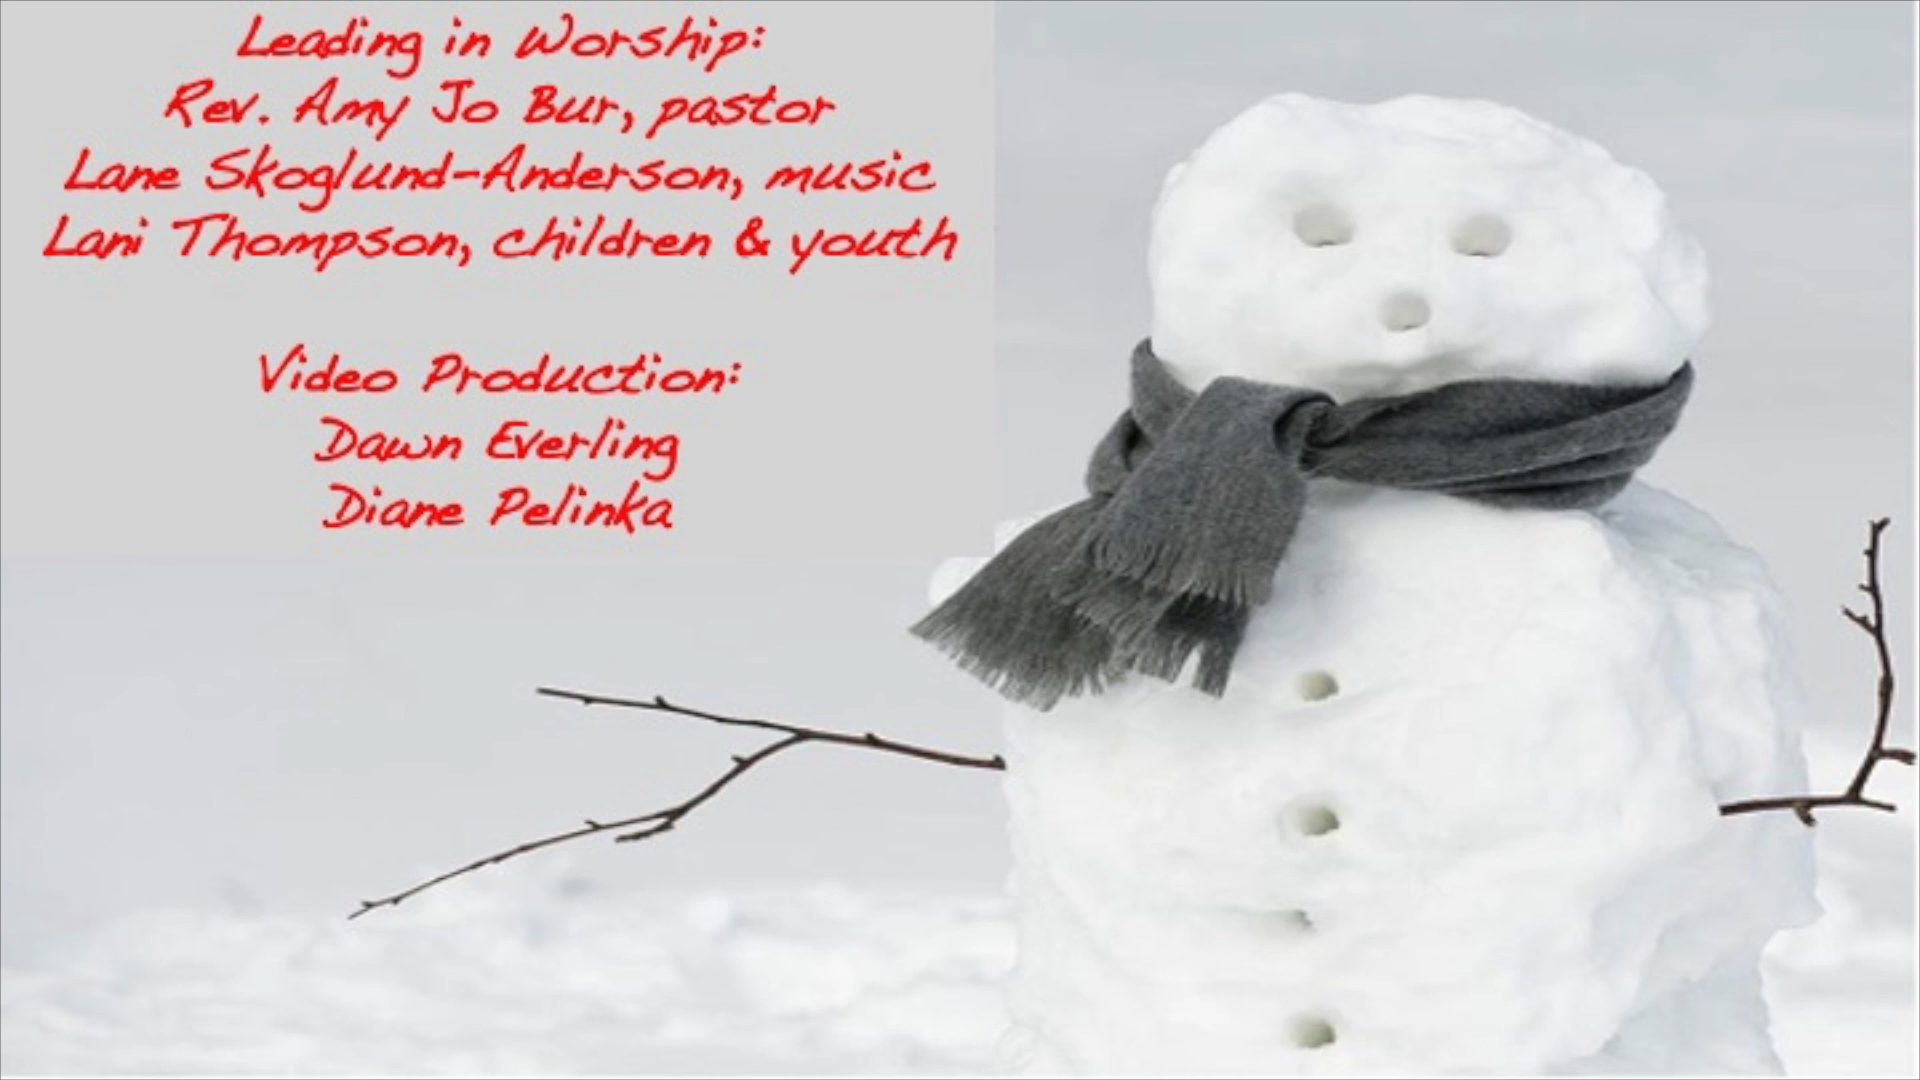 Leading in Worship:
Rev. Amy Jo Bur, pastor
Lane Skoglund-Anderson, music
Lani Thompson, children & youth
Video Production:
Dawn Everling
Diane Pelinka